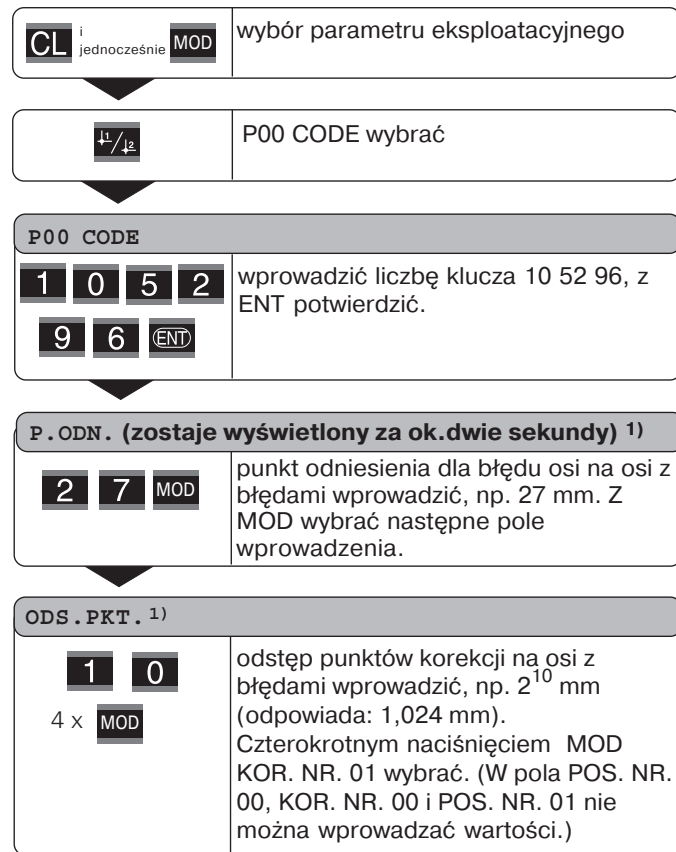 CL i jednocześnie MOD
wybór parametru eksploatacyjnego
1/2
P00 CODE wybrać
P00 CODE
1 0 5 2
9 6 ENT
wprowadzić liczbę klucza 10 52 96, z
ENT potwierdzić.
P.ODN. (zostaje wyświetlony za ok.dwie sekundy) 1)
2 7 MOD
punkt odniesienia dla błędu osi na osi z
błędami wprowadzić, np. 27 mm. Z
MOD wybrać następne pole
wprowadzenia.
ODS.PKT. 1)
1 0
4 x MOD
odstęp punktów korekcji na osi z
błędami wprowadzić, np. 2^10 mm
(odpowiada: 1,024 mm).
Czterokrotnym naciśnięciem MOD
KOR. NR. 01 wybrać. (W pola POS. NR.
00, KOR. NR. 00 i POS. NR. 01 nie
można wprowadzać wartości.)